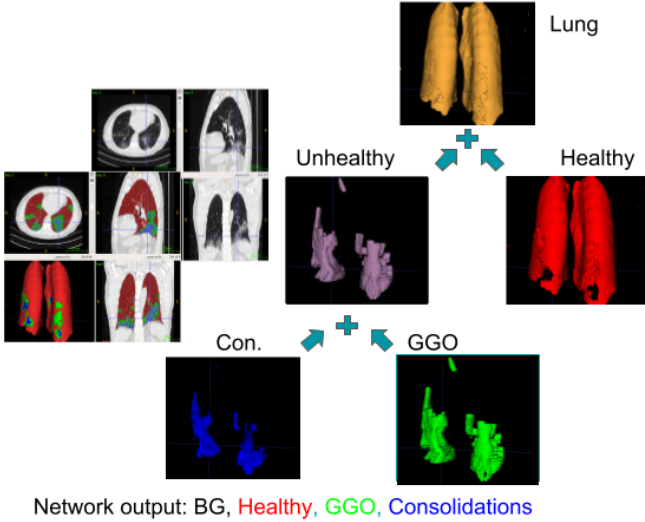 Lung
Unhealthy
Healthy
Con.
GGO
Network output: BG, Healthy, GGO, Consolidations